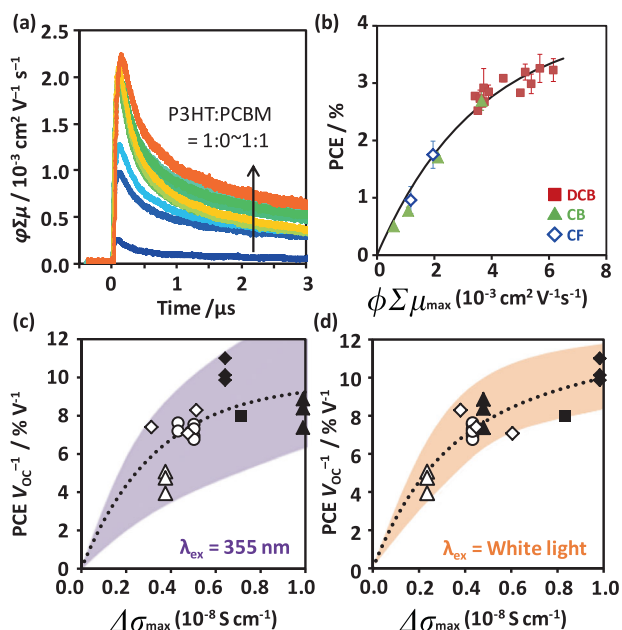 (a)
φΣμ / 10⁻³ cm² V⁻¹ s⁻¹
2.5
2.0
1.5
1.0
0.5
0.0
P3HT:PCBM
= 1:0~1:1
0 1 2 3
Time /μs
(b)
PCE / %
4
3
2
1
0
DCB
CB
CF
0 2 4 6 8
ϕΣμmax (10⁻³ cm² V⁻¹s⁻¹)
(c)
PCE VOC⁻¹ / % V⁻¹
12
10
8
6
4
2
0
λex = 355 nm
0.0 0.2 0.4 0.6 0.8 1.0
Δσmax (10⁻⁸ S cm⁻¹)
(d)
PCE VOC⁻¹ / % V⁻¹
12
10
8
6
4
2
0
λex = White light
0.0 0.2 0.4 0.6 0.8 1.0
Δσmax (10⁻⁸ S cm⁻¹)